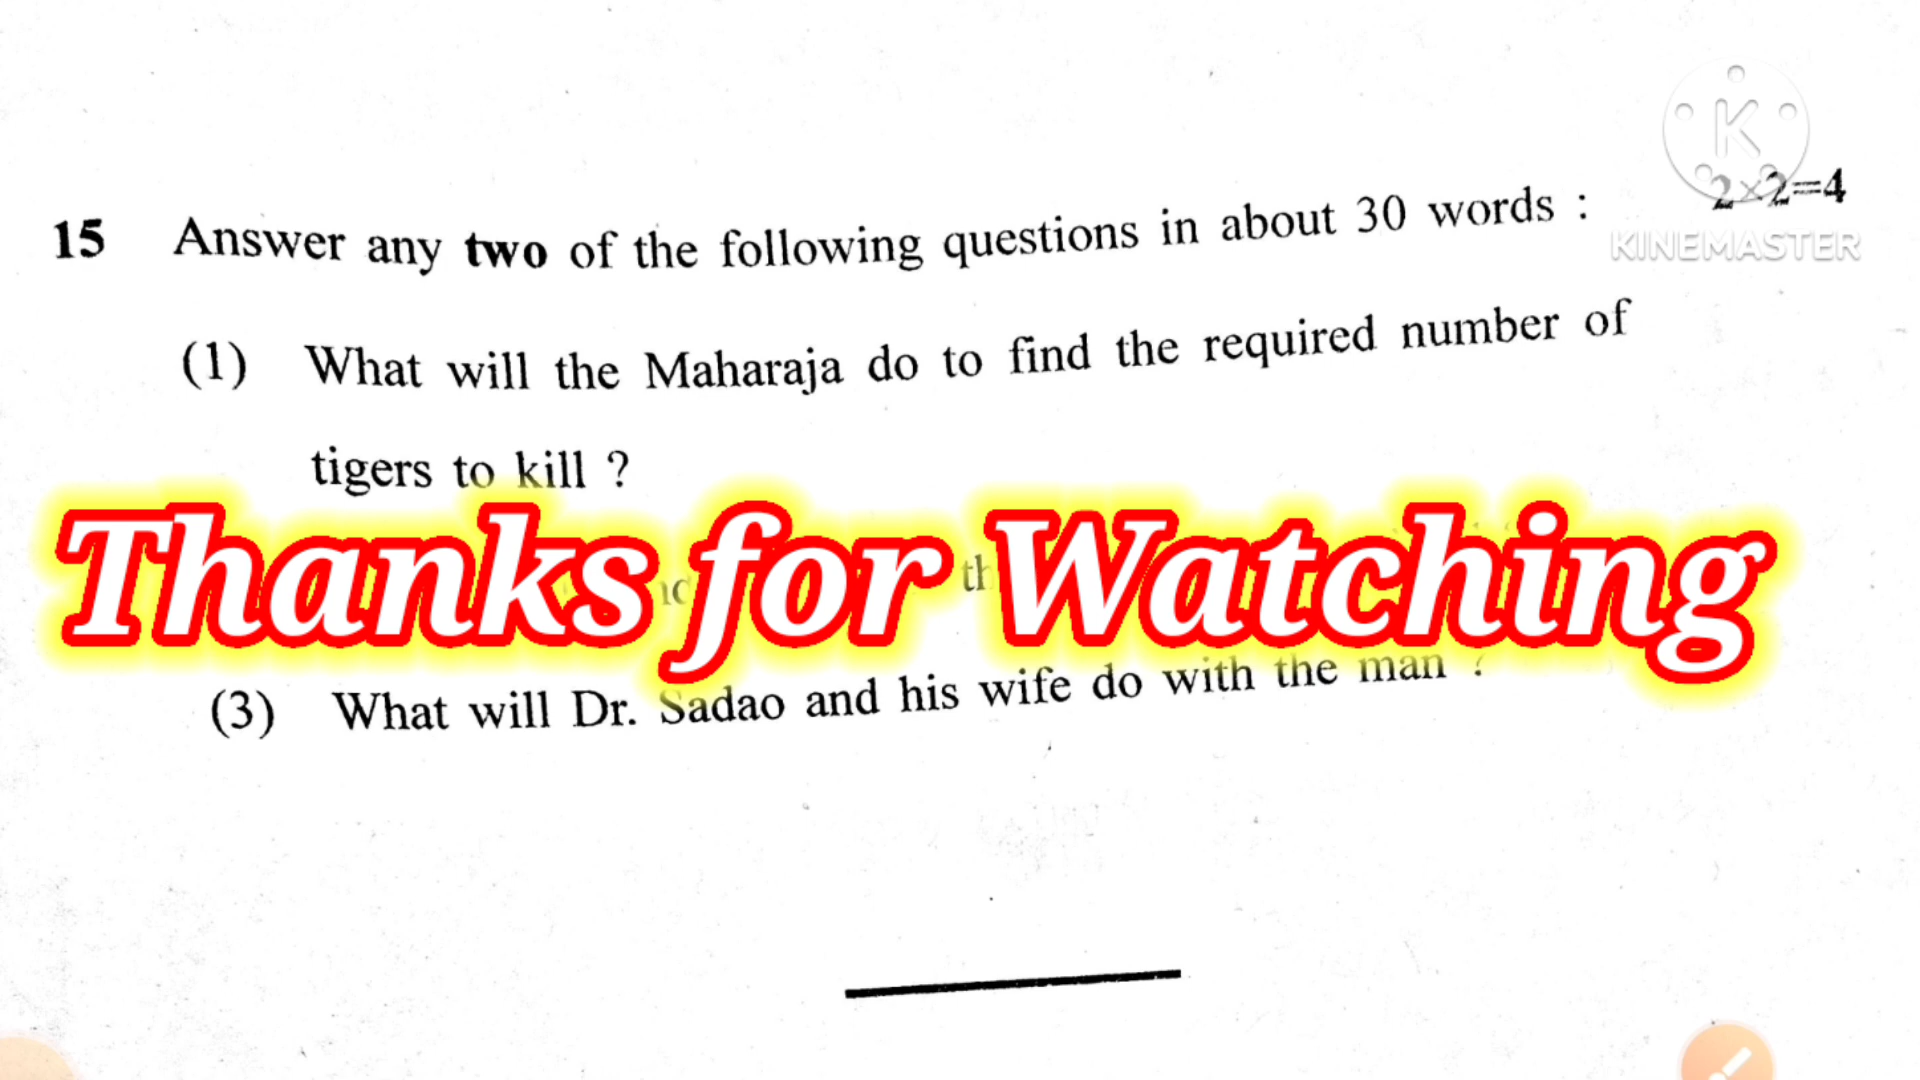 K
2×2=4
15 Answer any two of the following questions in about 30 words :
KINEMASTER
(1) What will the Maharaja do to find the required number of
tigers to kill ?
Thanks for Watching
(3) What will Dr. Sadao and his wife do with the man ?